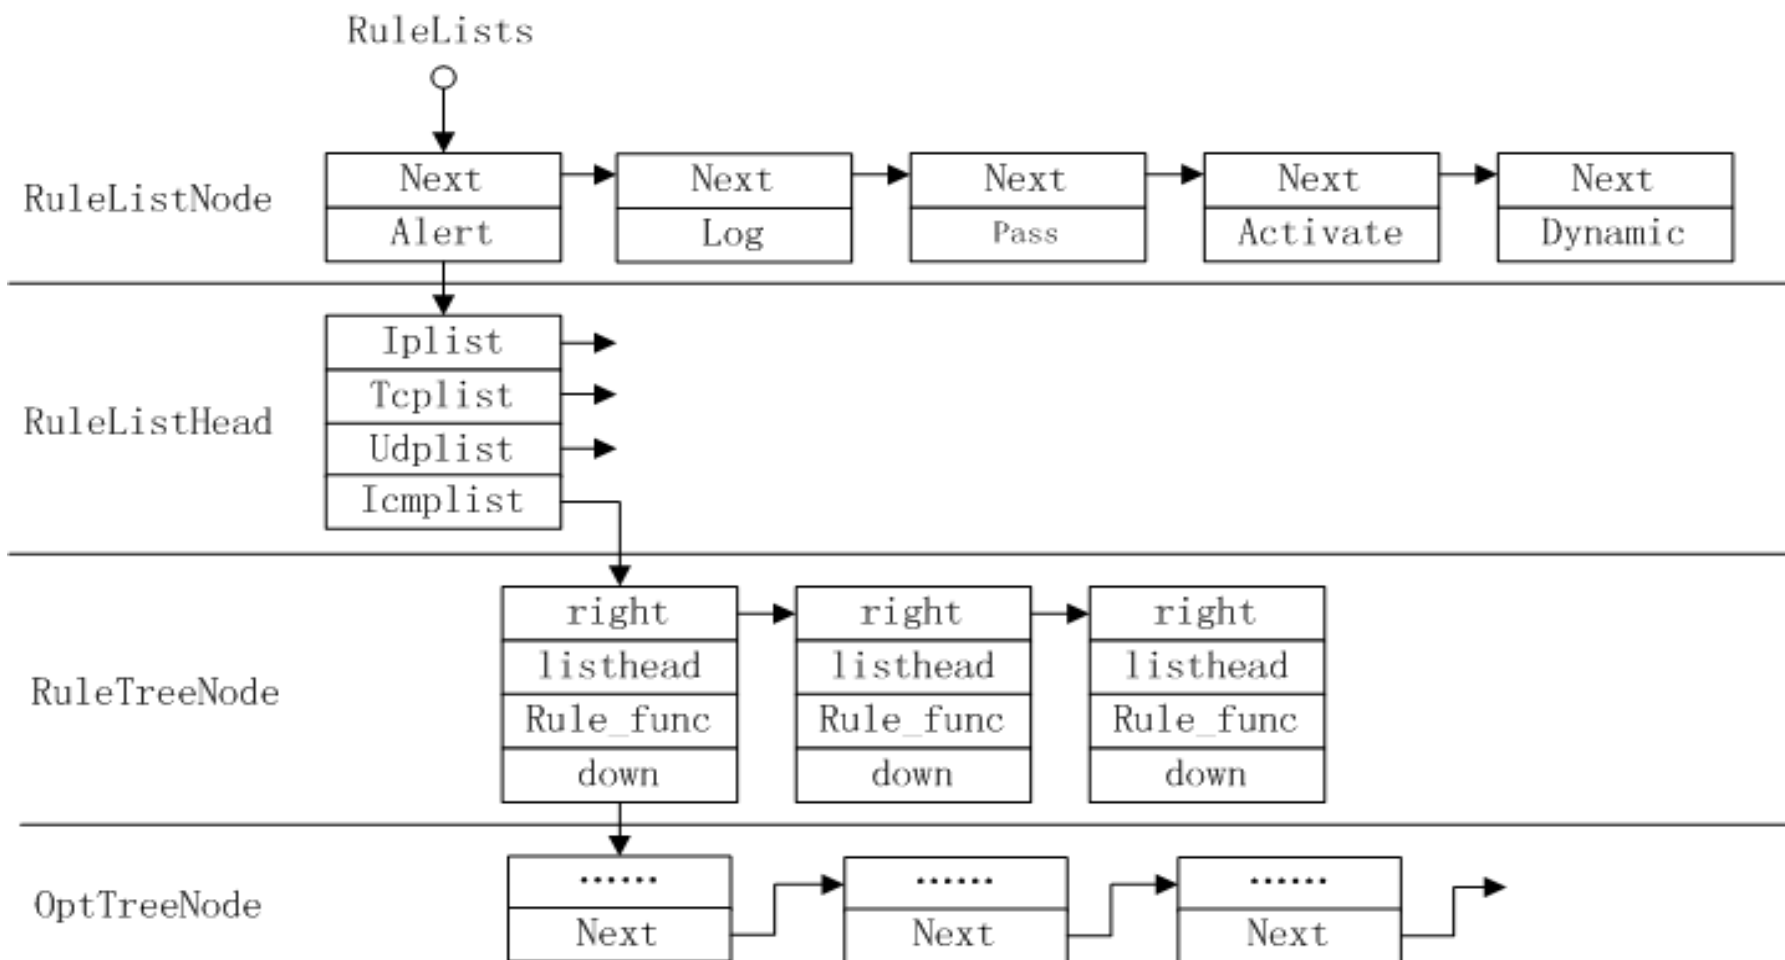 RuleLists
RuleListNode
Next Next Next Next Next
Alert Log Pass Activate Dynamic
RuleListHead
Iplist
Tcplist
Udplist
Icmplist
RuleTreeNode
right right right
listhead listhead listhead
Rule_func Rule_func Rule_func
down down down
OptTreeNode
...... ...... ......
Next Next Next